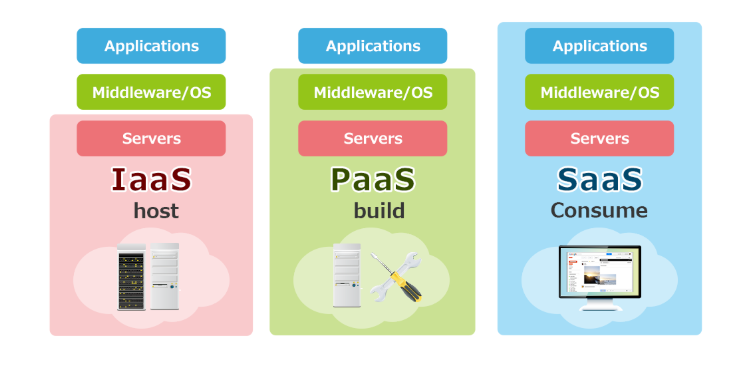 Applications
Middleware/OS
Servers
IaaS
host
Applications
Middleware/OS
Servers
PaaS
build
Applications
Middleware/OS
Servers
SaaS
Consume